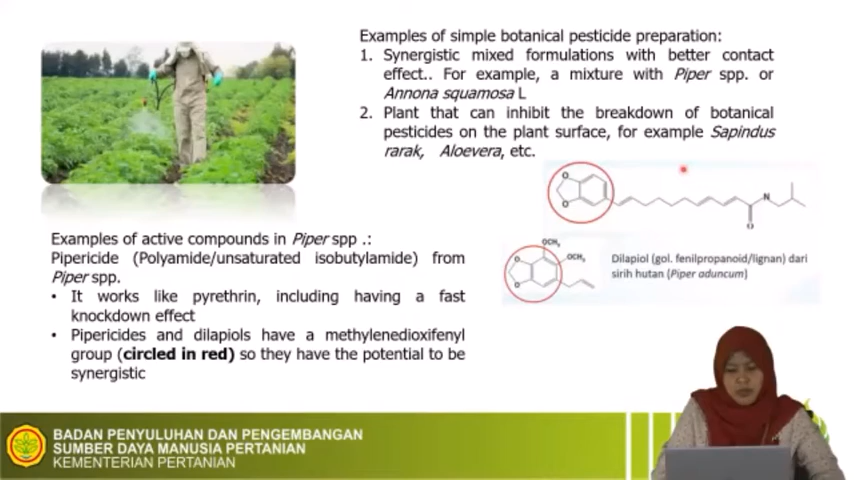 Examples of simple botanical pesticide preparation:
1. Synergistic mixed formulations with better contact
effect.. For example, a mixture with Piper spp. or
Annona squamosa L
2. Plant that can inhibit the breakdown of botanical
pesticides on the plant surface, for example Sapindus
rarak, Aloevera, etc.
O
O
N
O
Examples of active compounds in Piper spp .:
Pipericide (Polyamide/unsaturated isobutylamide) from
Piper spp.
• It works like pyrethrin, including having a fast
knockdown effect
• Pipericides and dilapiols have a methylenedioxifenyl
group (circled in red) so they have the potential to be
synergistic
OCH3
OCH3
O
O
Dilapiol (gol. fenilpropanoid/lignan) dari
sirih hutan (Piper aduncum)
BADAN PENYULUHAN DAN PENGEMBANGAN
SUMBER DAYA MANUSIA PERTANIAN
KEMENTERIAN PERTANIAN